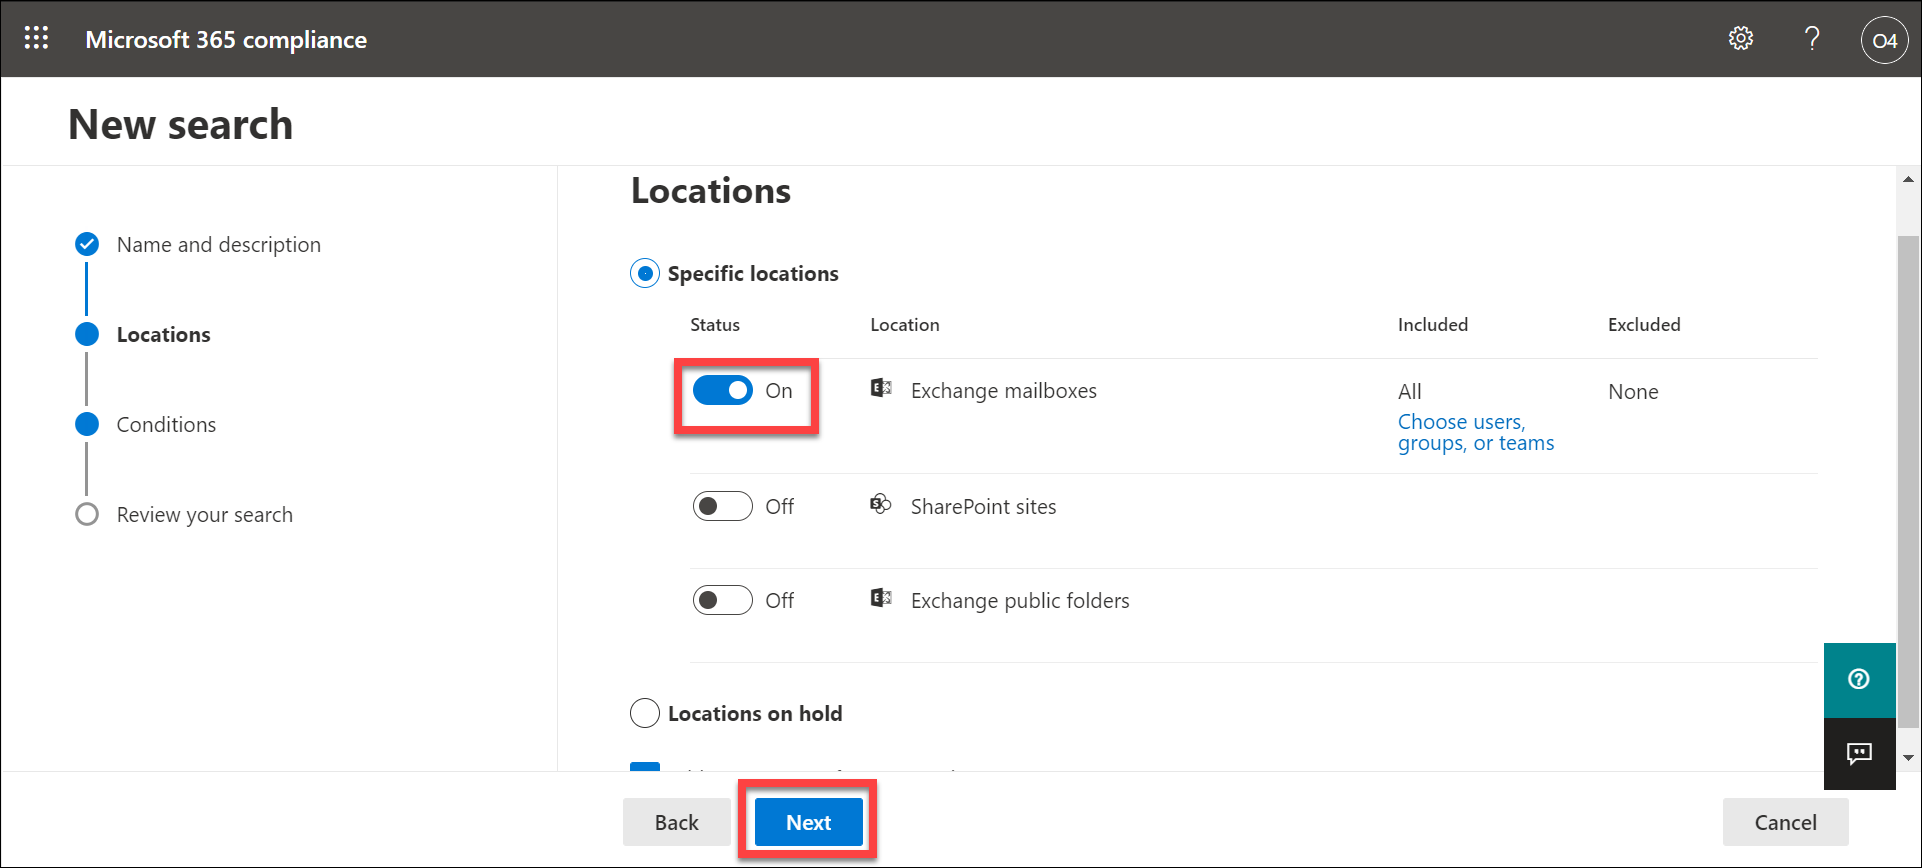 Microsoft 365 compliance
O4
New search
Name and description
Locations
Conditions
Review your search
Locations
Specific locations
Status Location Included Excluded
On Exchange mailboxes All None
Choose users,
groups, or teams
Off SharePoint sites
Off Exchange public folders
Locations on hold
Back Next Cancel